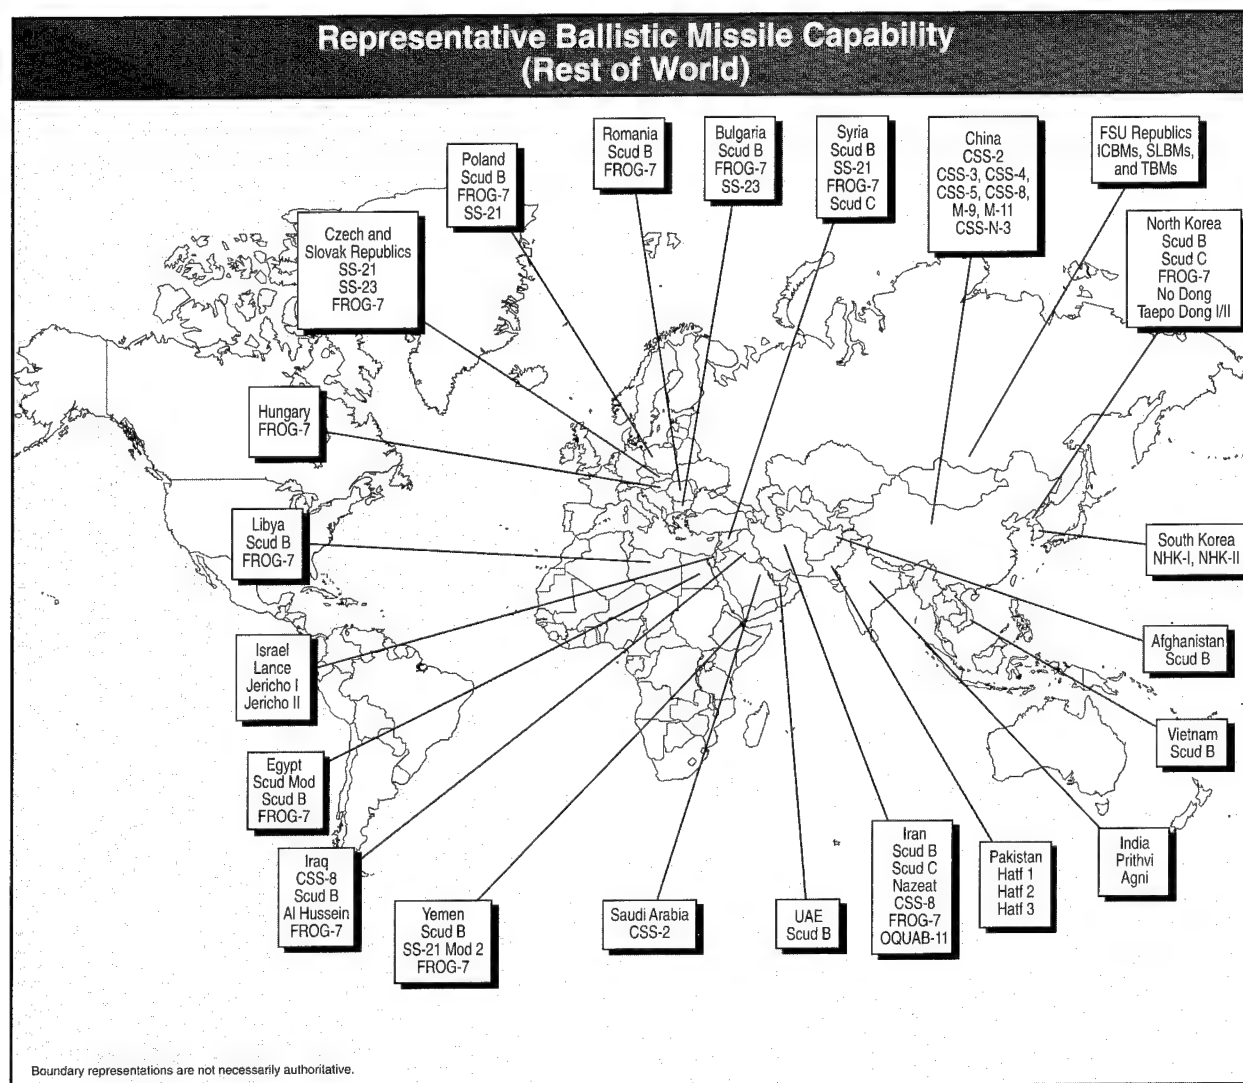 Representative Ballistic Missile Capability
(Rest of World)
Romania
Scud B
FROG-7
Bulgaria
Scud B
FROG-7
SS-23
Syria
Scud B
SS-21
FROG-7
Scud C
China
CSS-2
CSS-3, CSS-4,
CSS-5, CSS-8,
M-9, M-11
CSS-N-3
FSU Republics
ICBMs, SLBMs,
and TBMs
Poland
Scud B
FROG-7
SS-21
Czech and
Slovak Republics
SS-21
SS-23
FROG-7
North Korea
Scud B
Scud C
FROG-7
No Dong
Taepo Dong I/II
Hungary
FROG-7
Libya
Scud B
FROG-7
South Korea
NHK-I, NHK-II
Israel
Lance
Jericho I
Jericho II
Afghanistan
Scud B
Vietnam
Scud B
Egypt
Scud Mod
Scud B
FROG-7
Iraq
CSS-8
Scud B
Al Hussein
FROG-7
Yemen
Scud B
SS-21 Mod 2
FROG-7
Saudi Arabia
CSS-2
UAE
Scud B
Iran
Scud B
Scud C
Nazeat
CSS-8
FROG-7
OQUAB-11
Pakistan
Hatf 1
Hatf 2
Hatf 3
India
Prithvi
Agni
Boundary representations are not necessarily authoritative.